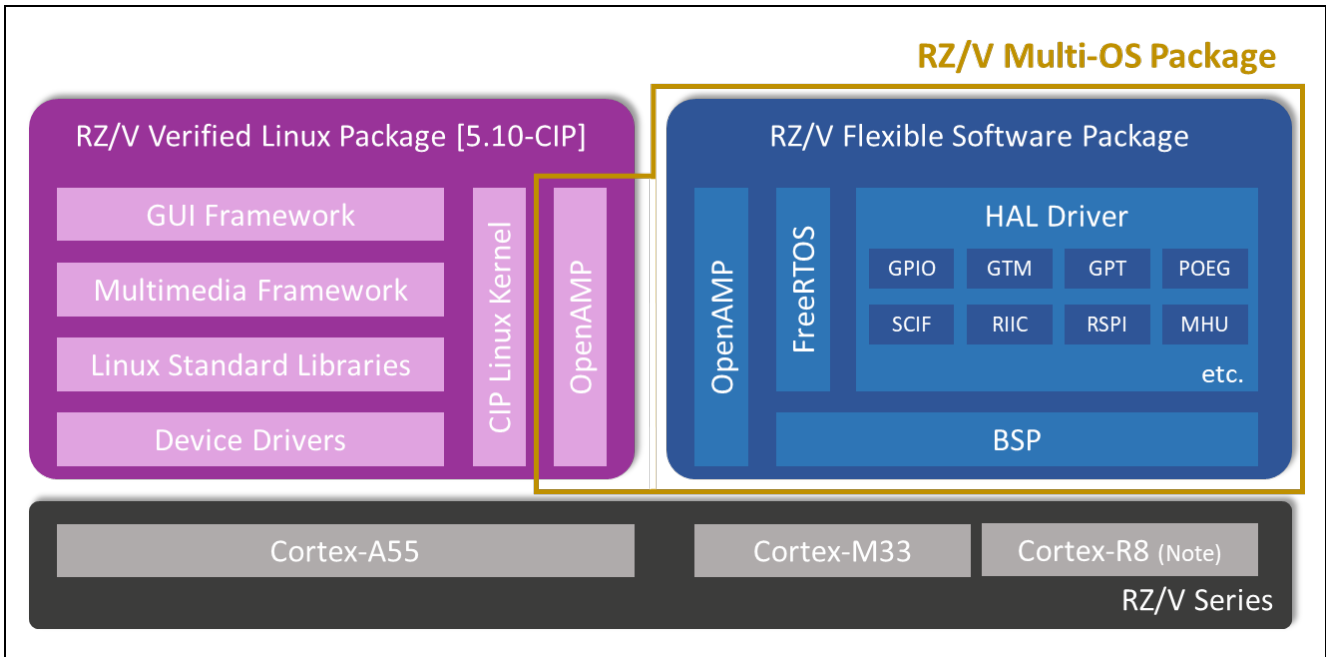 RZ/V Multi-OS Package
RZ/V Verified Linux Package [5.10-CIP]
GUI Framework
Multimedia Framework
Linux Standard Libraries
Device Drivers
CIP Linux Kernel
OpenAMP
RZ/V Flexible Software Package
OpenAMP
FreeRTOS
HAL Driver
GPIO GTM GPT POEG
SCIF RIIC RSPI MHU
etc.
BSP
Cortex-A55
Cortex-M33
Cortex-R8 (Note)
RZ/V Series